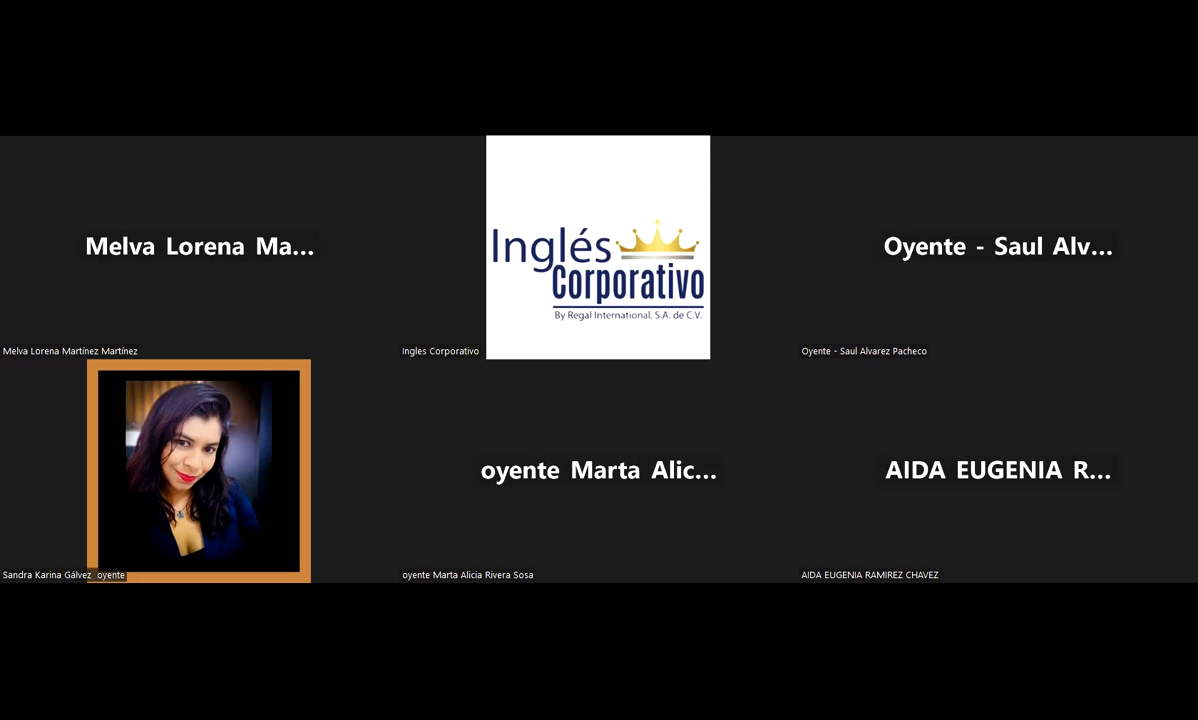 Melva Lorena Ma...
Inglés
Corporativo
By Regal International, S.A. de C.V.
Oyente - Saul Alv...
Melva Lorena Martínez Martínez
Ingles Corporativo
Oyente - Saul Alvarez Pacheco
oyente Marta Alic...
AIDA EUGENIA R...
Sandra Karina Gálvez oyente
oyente Marta Alicia Rivera Sosa
AIDA EUGENIA RAMIREZ CHAVEZ